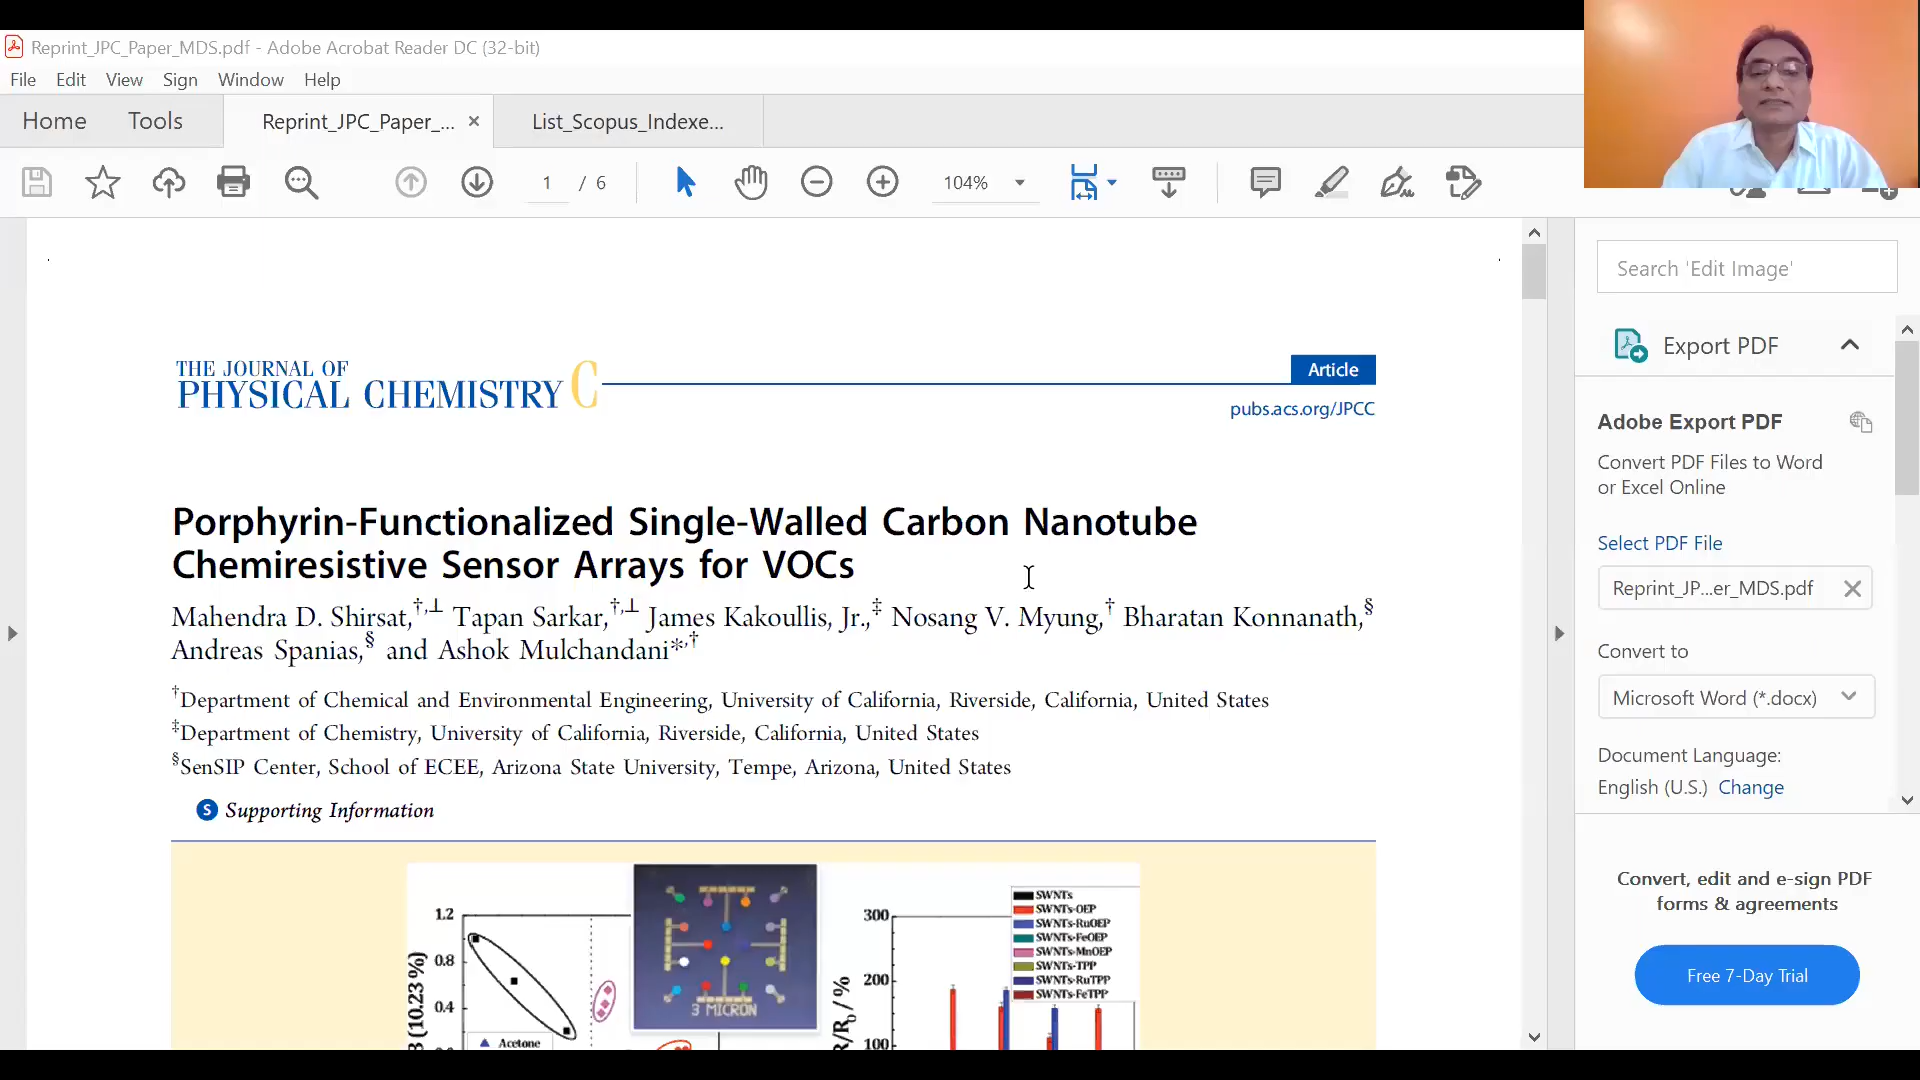 Reprint_JPC_Paper_MDS.pdf - Adobe Acrobat Reader DC (32-bit)
File Edit View Sign Window Help
Home Tools Reprint_JPC_Paper_... × List_Scopus_Indexe...
1 / 6 104%
THE JOURNAL OF
PHYSICAL CHEMISTRY C
Article
pubs.acs.org/JPCC
Porphyrin-Functionalized Single-Walled Carbon Nanotube
Chemiresistive Sensor Arrays for VOCs
Mahendra D. Shirsat,†,⊥ Tapan Sarkar,†,⊥ James Kakoullis, Jr.,‡ Nosang V. Myung,† Bharatan Konnanath,§
Andreas Spanias,§ and Ashok Mulchandani*,†
†Department of Chemical and Environmental Engineering, University of California, Riverside, California, United States
‡Department of Chemistry, University of California, Riverside, California, United States
§SenSIP Center, School of ECEE, Arizona State University, Tempe, Arizona, United States
S Supporting Information
1.2
0.8
0.4
(10.23 %)
Acetone
3 MICRON
300
200
100
R/R0 / %
SWNTs
SWNTs-OEP
SWNTs-RuOEP
SWNTs-FeOEP
SWNTs-MnOEP
SWNTs-TPP
SWNTs-RuTPP
SWNTs-FeTPP
Search 'Edit Image'
Export PDF
Adobe Export PDF
Convert PDF Files to Word
or Excel Online
Select PDF File
Reprint_JP...er_MDS.pdf
Convert to
Microsoft Word (*.docx)
Document Language:
English (U.S.) Change
Convert, edit and e-sign PDF
forms & agreements
Free 7-Day Trial